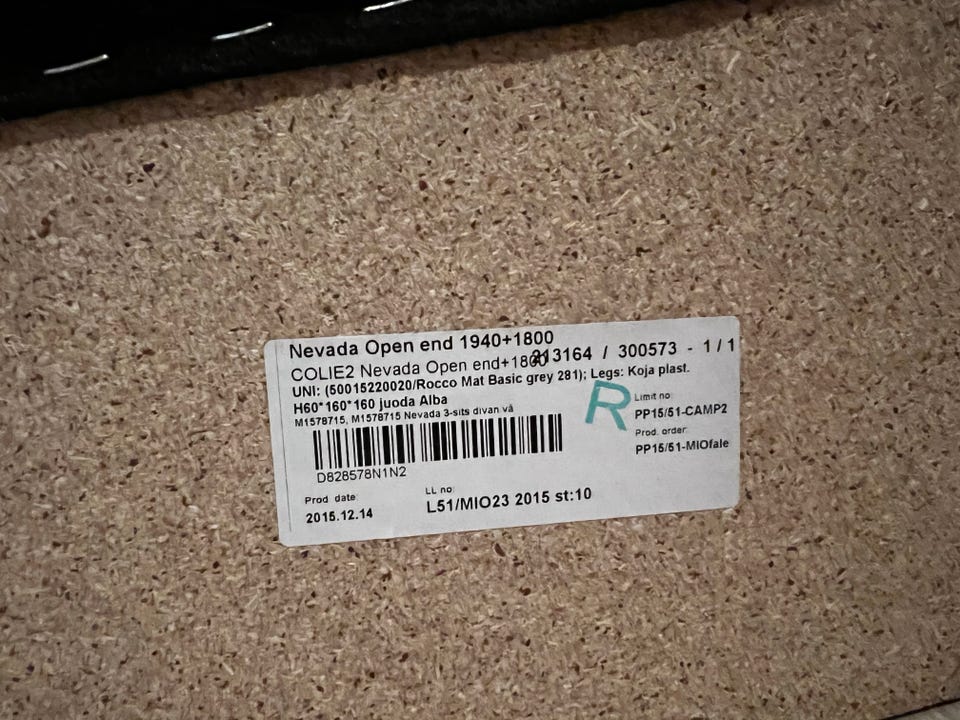 Nevada Open end 1940+1800
COLIE2 Nevada Open end+1800
213164 / 300573 - 1 / 1
UNI: (50015220020/Rocco Mat Basic grey 281); Legs: Koja plast.
H60*160*160 juoda Alba
M1578715, M1578715 Nevada 3-sits divan vä
R
Limit no:
PP15/51-CAMP2
Prod. order:
PP15/51-MIOfale
D828578N1N2
Prod date:
2015.12.14
LL no:
L51/MIO23 2015 st:10